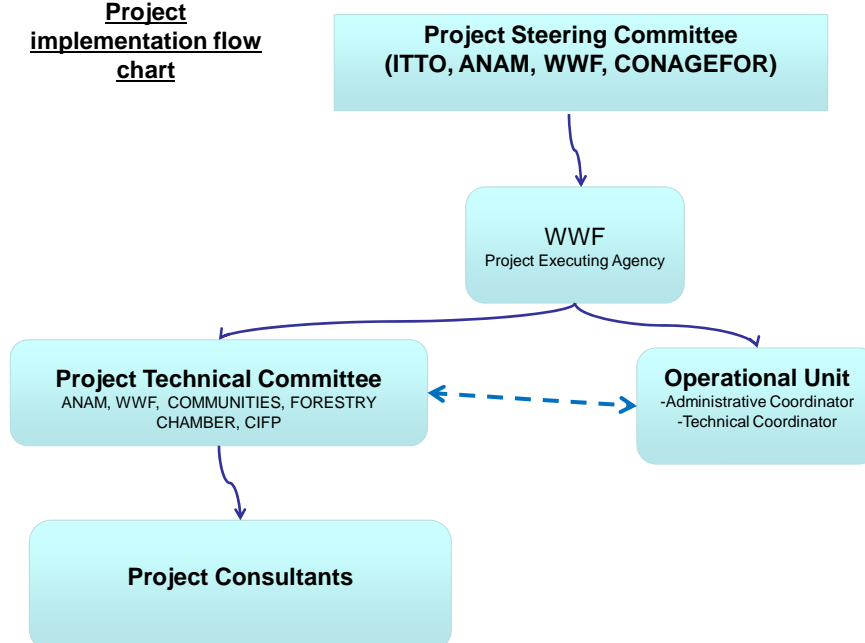 Project
implementation flow
chart
Project Steering Committee
(ITTO, ANAM, WWF, CONAGEFOR)
WWF
Project Executing Agency
Project Technical Committee
ANAM, WWF, COMMUNITIES, FORESTRY
CHAMBER, CIFP
Operational Unit
-Administrative Coordinator
-Technical Coordinator
Project Consultants